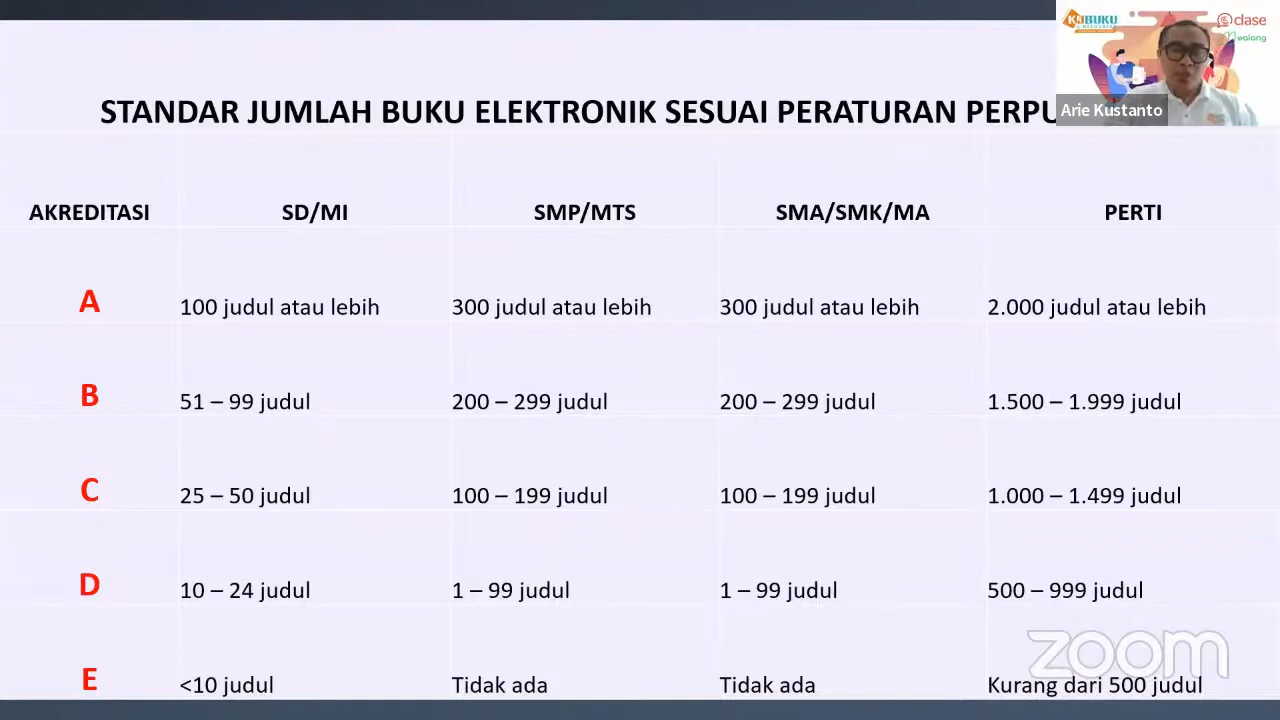 KUBUKU
clase
walang
Arie Kustanto
STANDAR JUMLAH BUKU ELEKTRONIK SESUAI PERATURAN
AKREDITASI SD/MI SMP/MTS SMA/SMK/MA PERTI
A 100 judul atau lebih 300 judul atau lebih 300 judul atau lebih 2.000 judul atau lebih
B 51 – 99 judul 200 – 299 judul 200 – 299 judul 1.500 – 1.999 judul
C 25 – 50 judul 100 – 199 judul 100 – 199 judul 1.000 – 1.499 judul
D 10 – 24 judul 1 – 99 judul 1 – 99 judul 500 – 999 judul
E <10 judul Tidak ada Tidak ada Kurang dari 500 judul
zoom